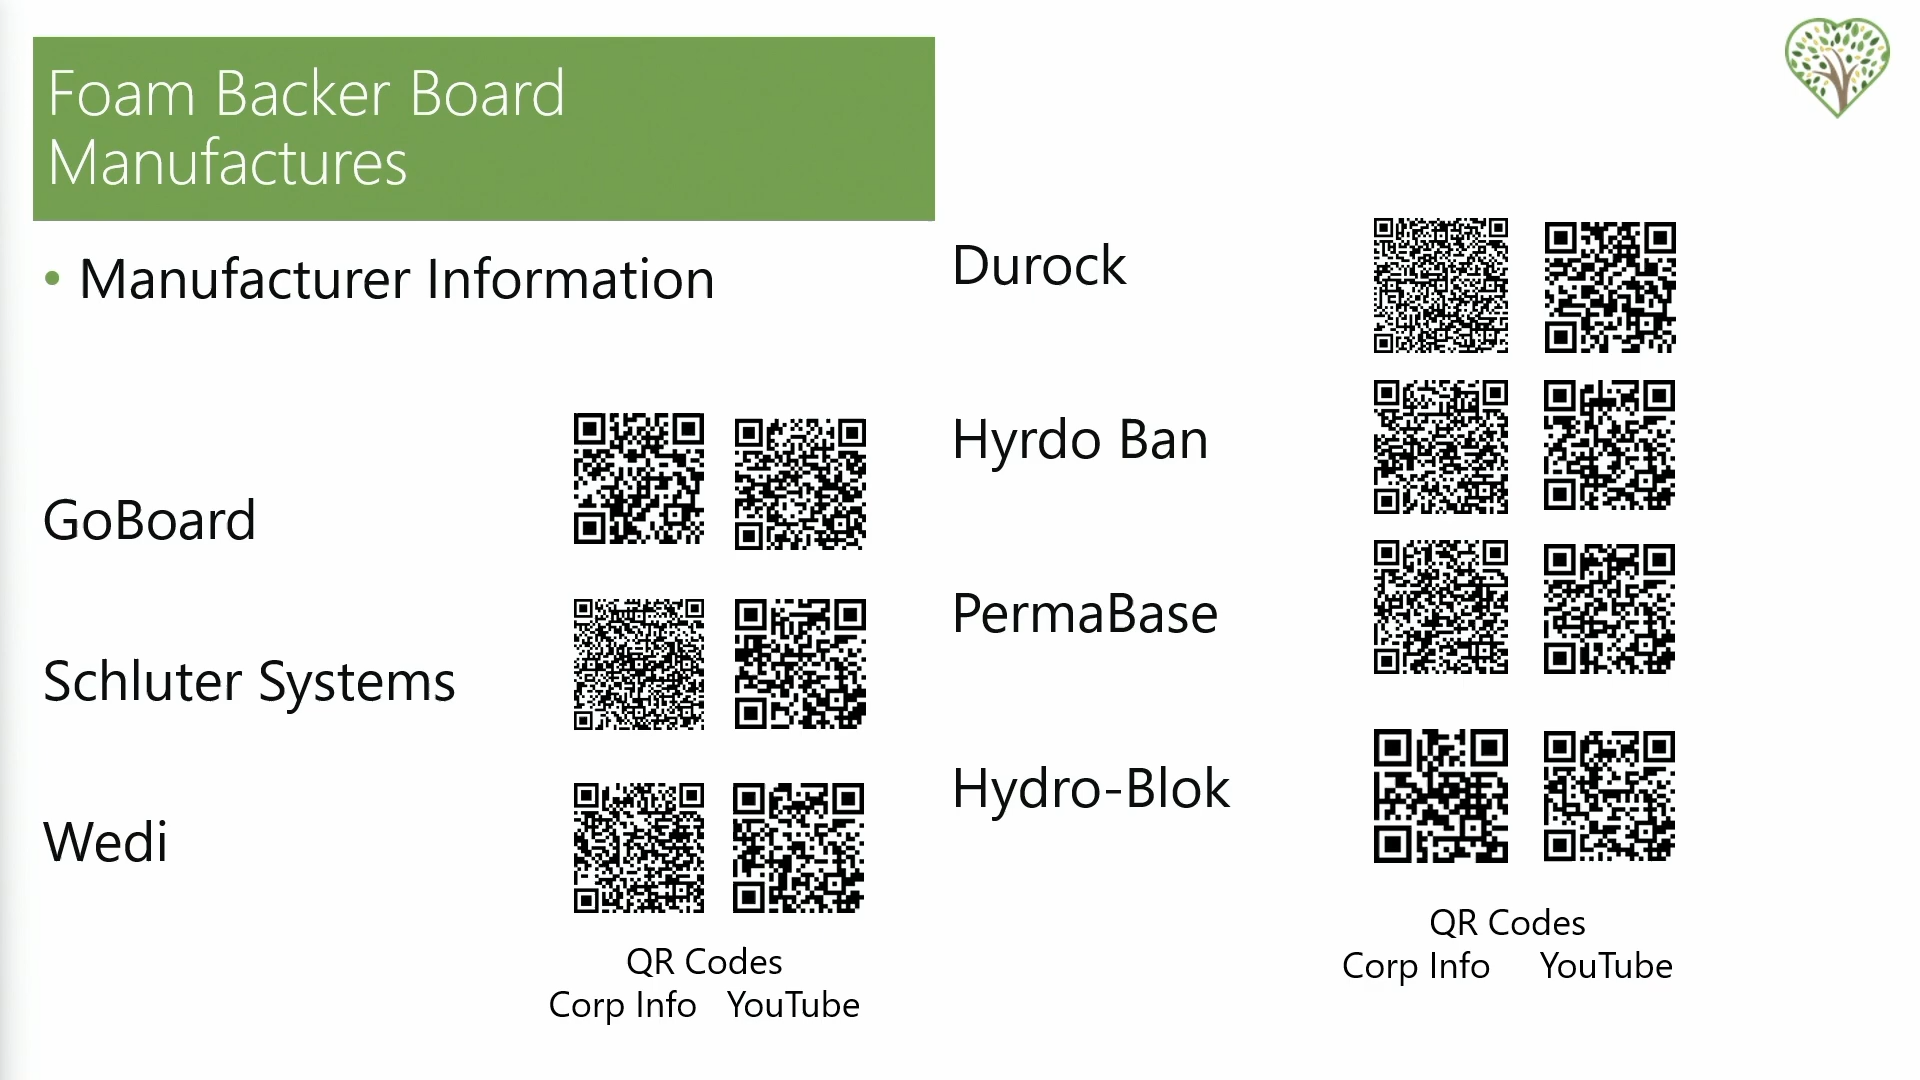 Foam Backer Board
Manufactures
• Manufacturer Information
GoBoard
Schluter Systems
Wedi
QR Codes
Corp Info YouTube
Durock
Hyrdo Ban
PermaBase
Hydro-Blok
QR Codes
Corp Info YouTube